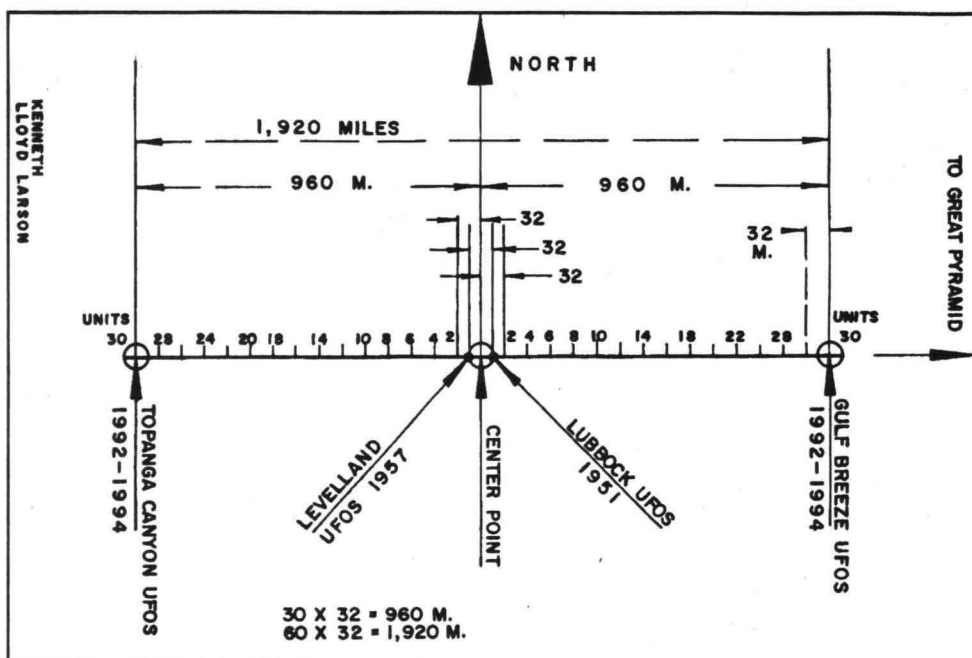 NORTH
KENNETH
LLOYD LARSON
1,920 MILES
960 M.
960 M.
TO GREAT PYRAMID
32
32
32
32
M.
UNITS
30 28 24 20 18 14 10 8 4 2
2 4 6 8 10 14 18 22 28
UNITS
30
TOPANGA CANYON UFOS
1992-1994
LEVELLAND
UFOS 1957
CENTER POINT
LUBBOCK UFOS
1951
GULF BREEZE UFOS
1992-1994
30 X 32 = 960 M.
60 X 32 = 1,920 M.